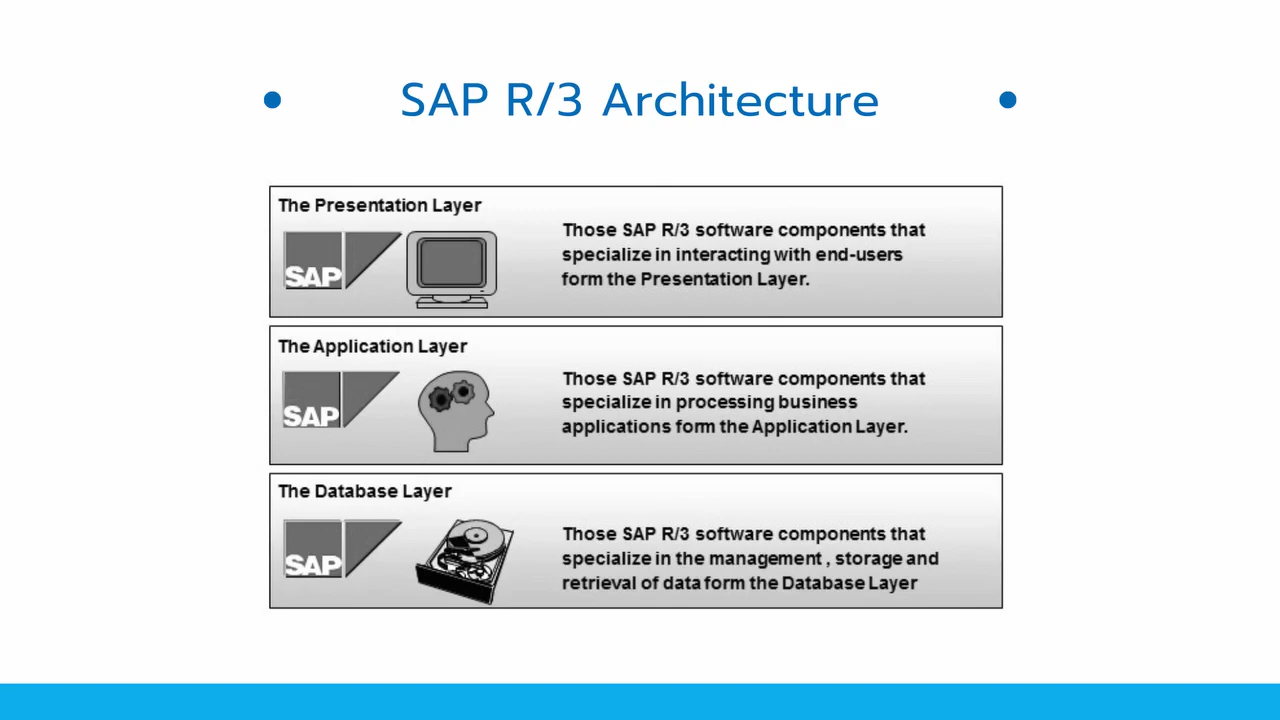 SAP R/3 Architecture
The Presentation Layer
SAP
Those SAP R/3 software components that
specialize in interacting with end-users
form the Presentation Layer.
The Application Layer
SAP
Those SAP R/3 software components that
specialize in processing business
applications form the Application Layer.
The Database Layer
SAP
Those SAP R/3 software components that
specialize in the management , storage and
retrieval of data form the Database Layer